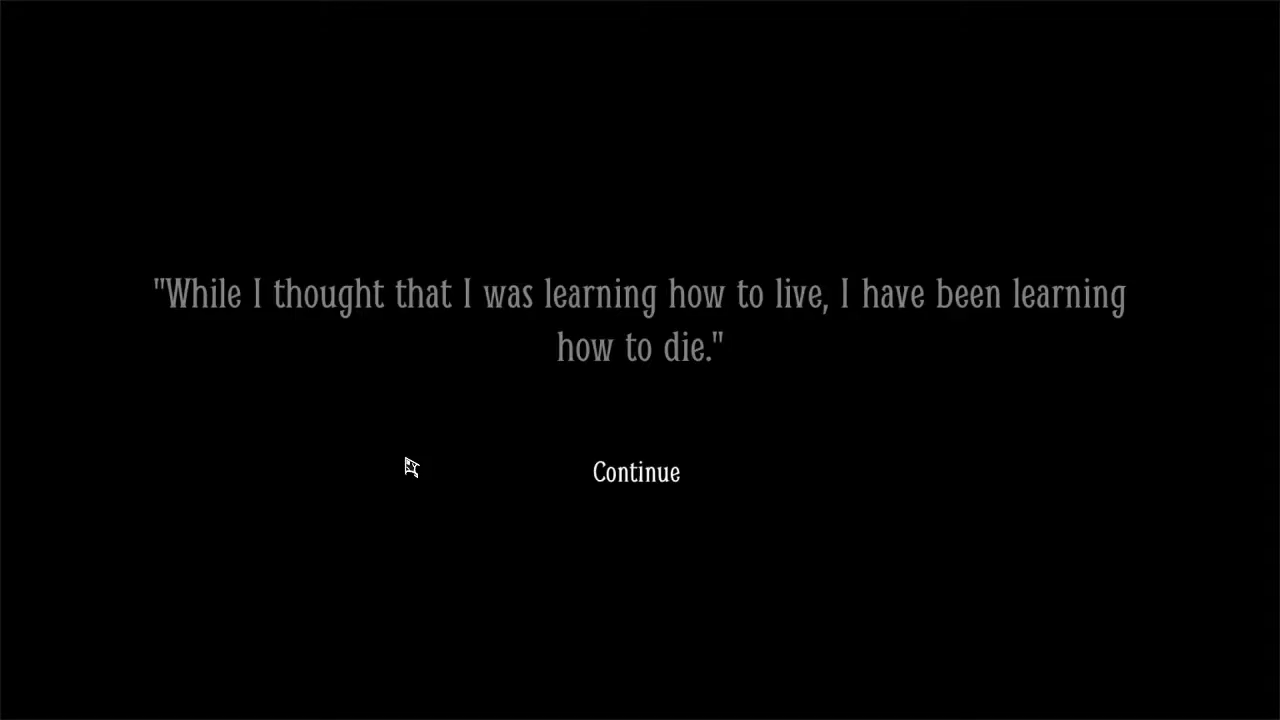 "While I thought that I was learning how to live, I have been learning
how to die."
Continue